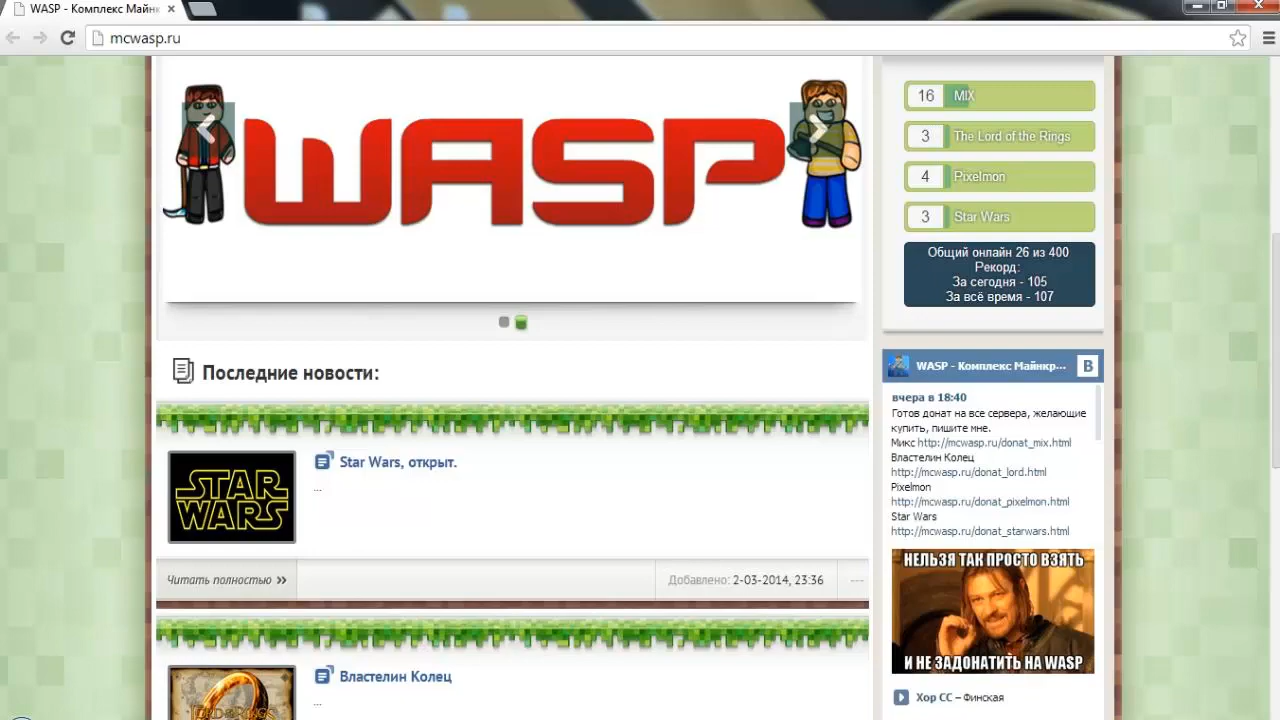 WASP - Комплекс Майнк
mcwasp.ru
WASP
16 MIX
3 The Lord of the Rings
4 Pixelmon
3 Star Wars
Общий онлайн 26 из 400
Рекорд:
За сегодня - 105
За всё время - 107
Последние новости:
STAR
WARS
Star Wars, открыт.
...
Читать полностью »
Добавлено: 2-03-2014, 23:36
---
Властелин Колец
...
WASP - Комплекс Майнкр... B
вчера в 18:40
Готов донат на все сервера, желающие
купить, пишите мне.
Микс http://mcwasp.ru/donat_mix.html
Властелин Колец
http://mcwasp.ru/donat_lord.html
Pixelmon
http://mcwasp.ru/donat_pixelmon.html
Star Wars
http://mcwasp.ru/donat_starwars.html
НЕЛЬЗЯ ТАК ПРОСТО ВЗЯТЬ
И НЕ ЗАДОНАТИТЬ НА WASP
Хор СС – Финская